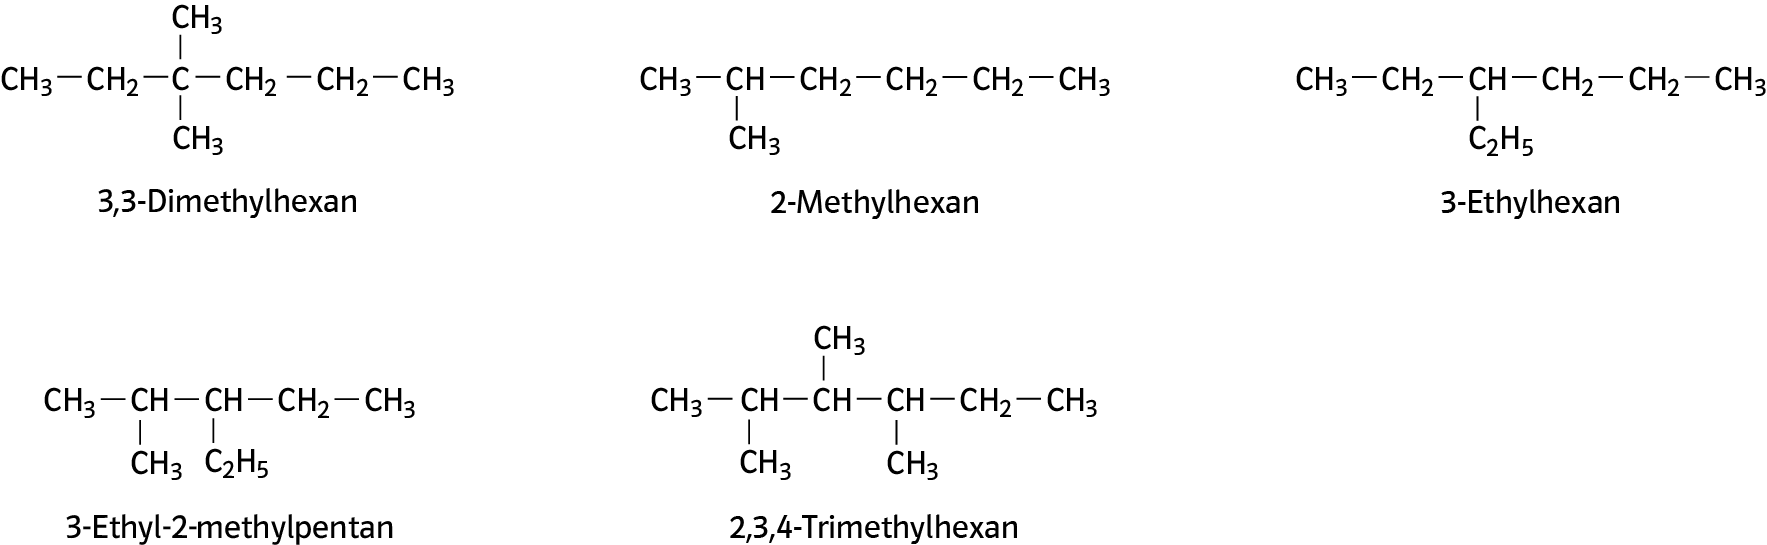 CH₃
CH₃—CH₂—C—CH₂—CH₂—CH₃
CH₃
3,3-Dimethylhexan
CH₃—CH—CH₂—CH₂—CH₂—CH₃
CH₃
2-Methylhexan
CH₃—CH₂—CH—CH₂—CH₂—CH₃
C₂H₅
3-Ethylhexan
CH₃—CH—CH—CH₂—CH₃
CH₃ C₂H₅
3-Ethyl-2-methylpentan
CH₃
CH₃—CH—CH—CH—CH₂—CH₃
CH₃ CH₃
2,3,4-Trimethylhexan